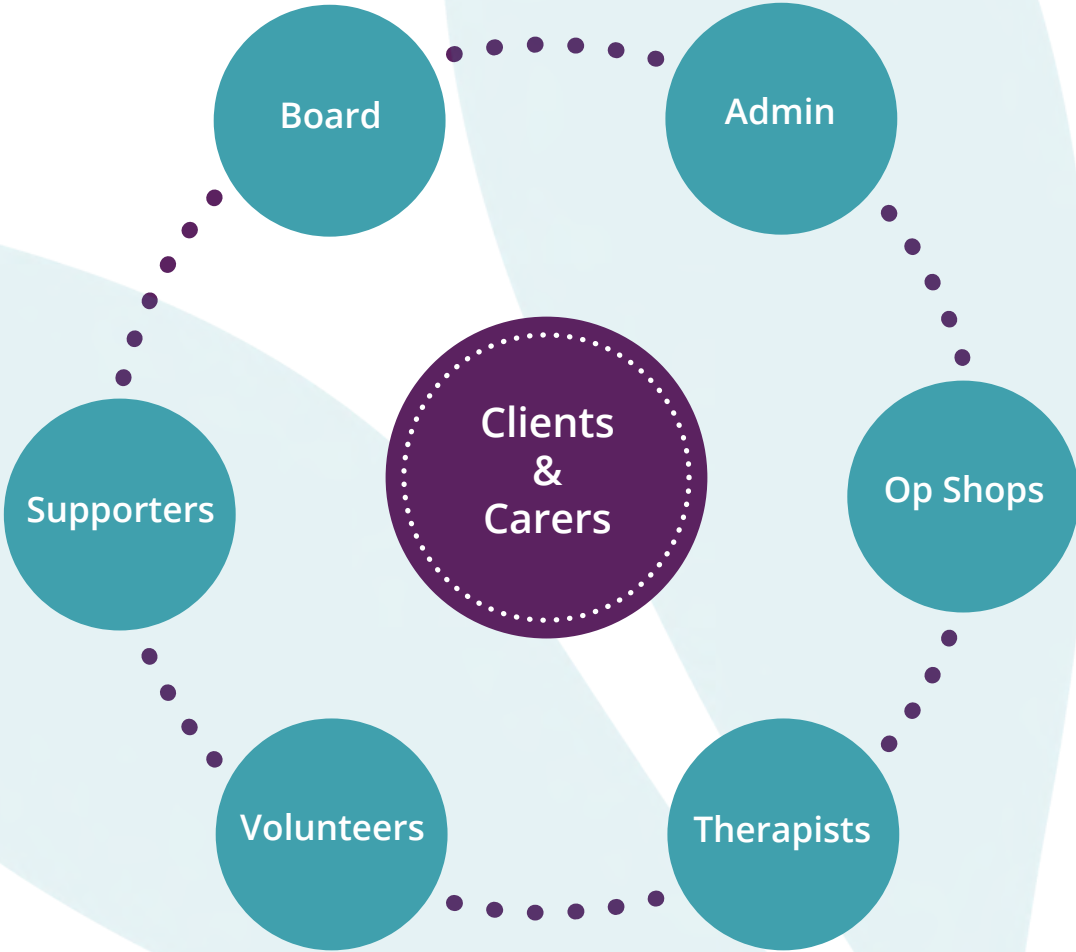 Board
Admin
Clients
&
Carers
Supporters
Op Shops
Volunteers
Therapists